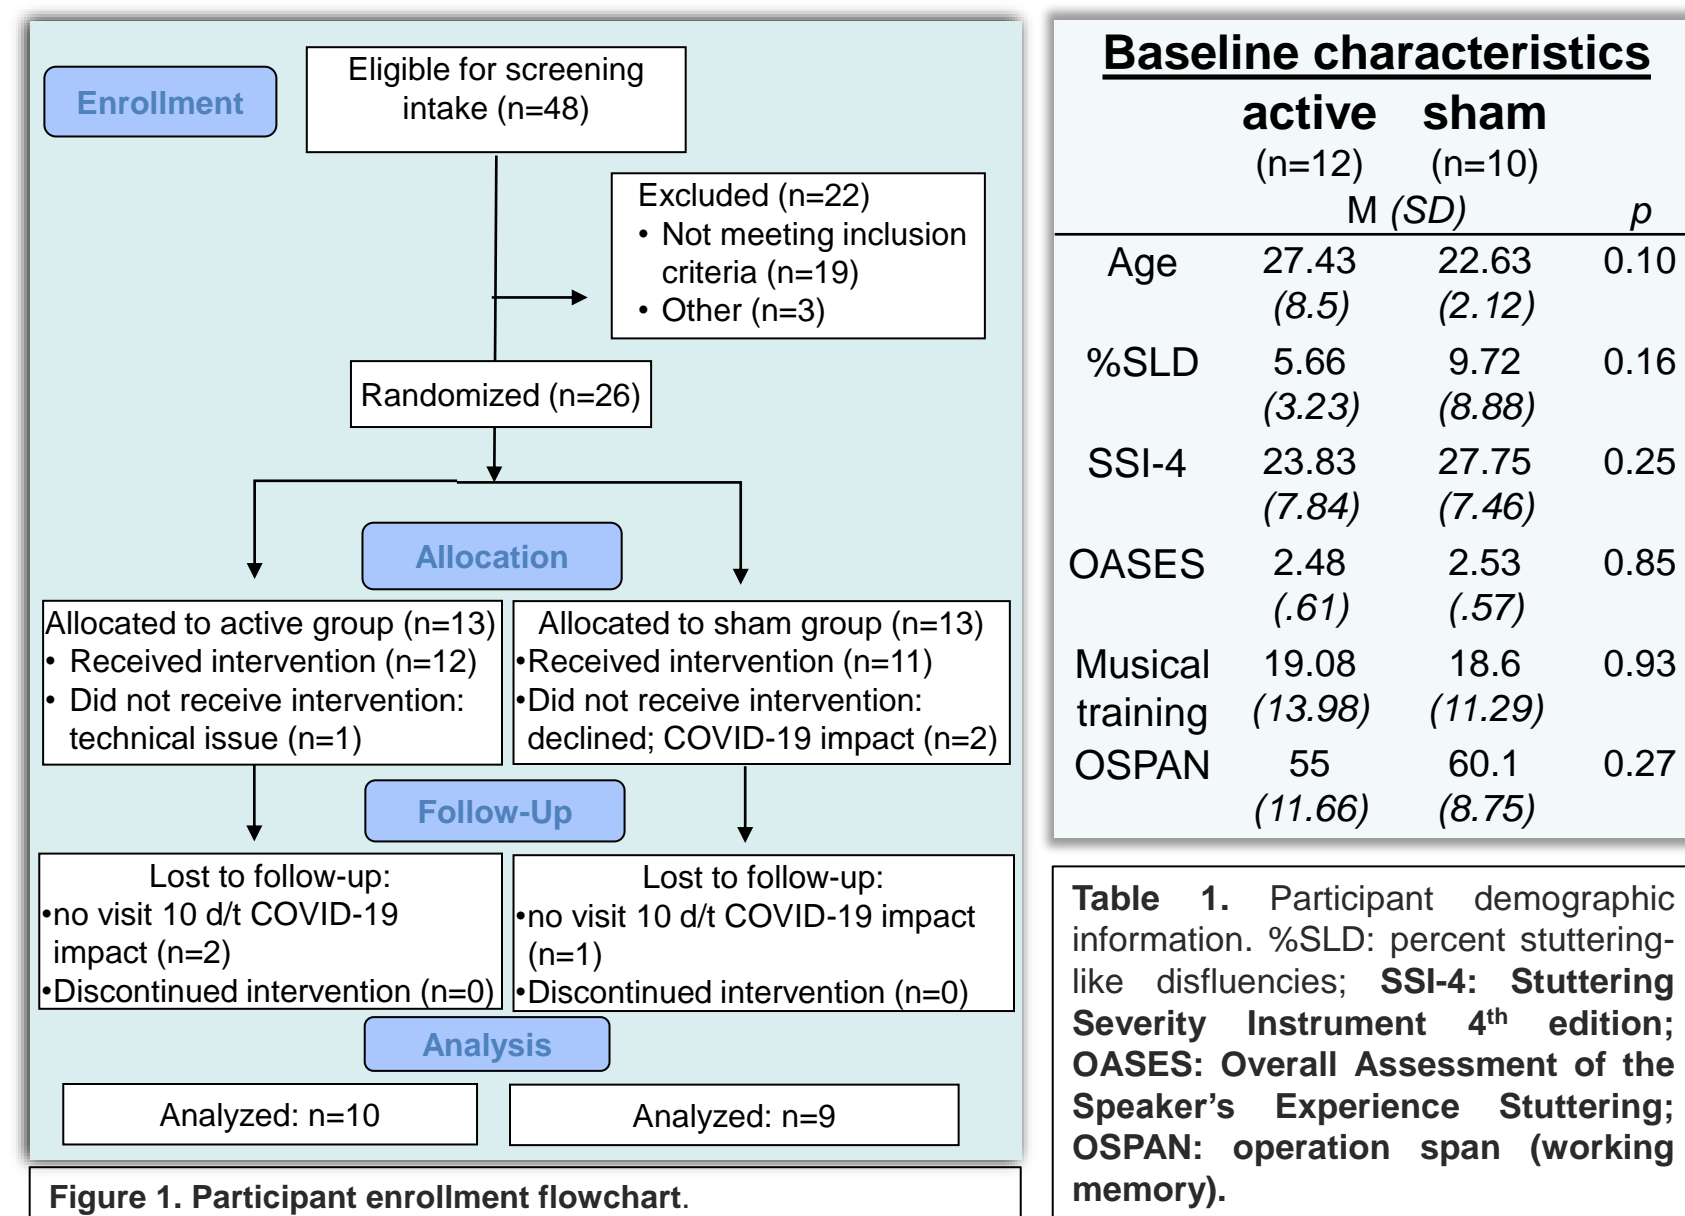 Enrollment
Eligible for screening
intake (n=48)
Excluded (n=22)
• Not meeting inclusion
criteria (n=19)
• Other (n=3)
Randomized (n=26)
Allocation
Allocated to active group (n=13)
• Received intervention (n=12)
• Did not receive intervention:
technical issue (n=1)
Allocated to sham group (n=13)
•Received intervention (n=11)
•Did not receive intervention:
declined; COVID-19 impact (n=2)
Follow-Up
Lost to follow-up:
•no visit 10 d/t COVID-19
impact (n=2)
•Discontinued intervention (n=0)
Lost to follow-up:
•no visit 10 d/t COVID-19 impact
(n=1)
•Discontinued intervention (n=0)
Analysis
Analyzed: n=10
Analyzed: n=9
Figure 1. Participant enrollment flowchart.
Baseline characteristics
active sham
(n=12) (n=10)
M (SD) p
Age 27.43 22.63 0.10
(8.5) (2.12)
%SLD 5.66 9.72 0.16
(3.23) (8.88)
SSI-4 23.83 27.75 0.25
(7.84) (7.46)
OASES 2.48 2.53 0.85
(.61) (.57)
Musical 19.08 18.6 0.93
training (13.98) (11.29)
OSPAN 55 60.1 0.27
(11.66) (8.75)
Table 1. Participant demographic
information. %SLD: percent stuttering-
like disfluencies; SSI-4: Stuttering
Severity Instrument 4th edition;
OASES: Overall Assessment of the
Speaker’s Experience Stuttering;
OSPAN: operation span (working
memory).